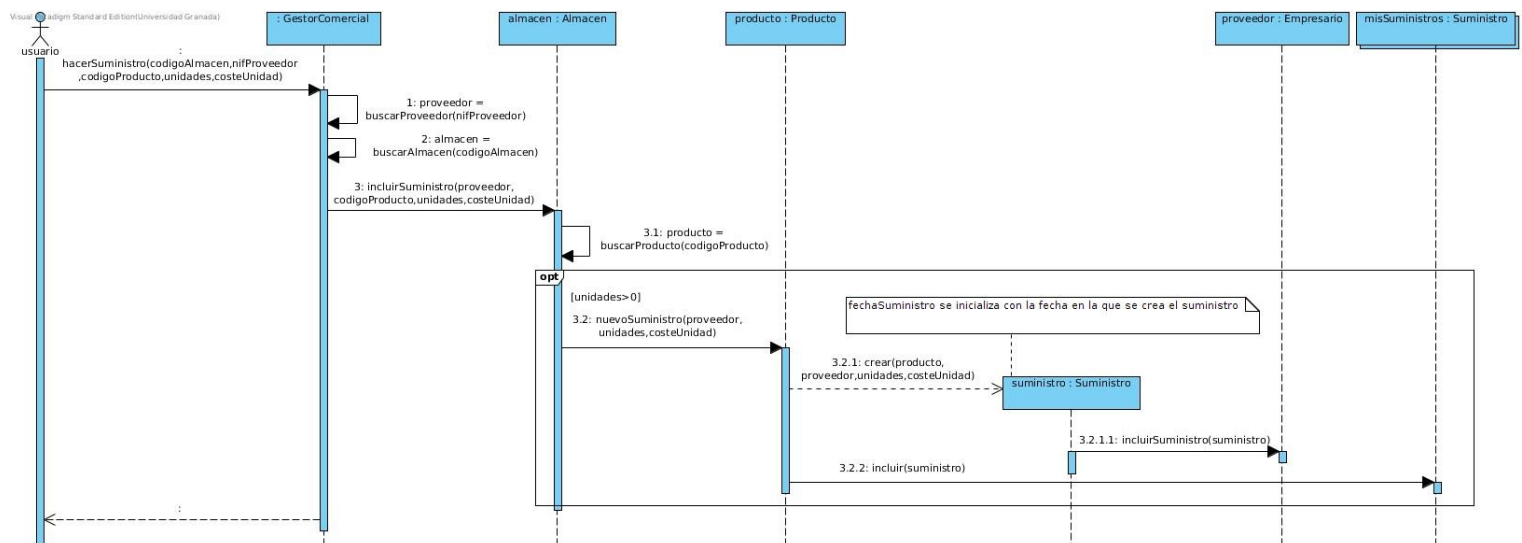 Visual Paradigm Standard Edition(Universidad Granada)
: GestorComercial
almacen : Almacen
producto : Producto
proveedor : Empresario
misSuministros : Suministro
usuario
:
hacerSuministro(codigoAlmacen,nifProveedor
,codigoProducto,unidades,costeUnidad)
1: proveedor =
buscarProveedor(nifProveedor)
2: almacen =
buscarAlmacen(codigoAlmacen)
3: incluirSuministro(proveedor,
codigoProducto,unidades,costeUnidad)
3.1: producto =
buscarProducto(codigoProducto)
opt
[unidades>0]
fechaSuministro se inicializa con la fecha en la que se crea el suministro
3.2: nuevoSuministro(proveedor,
unidades,costeUnidad)
3.2.1: crear(producto,
proveedor,unidades,costeUnidad)
suministro : Suministro
3.2.1.1: incluirSuministro(suministro)
3.2.2: incluir(suministro)
: